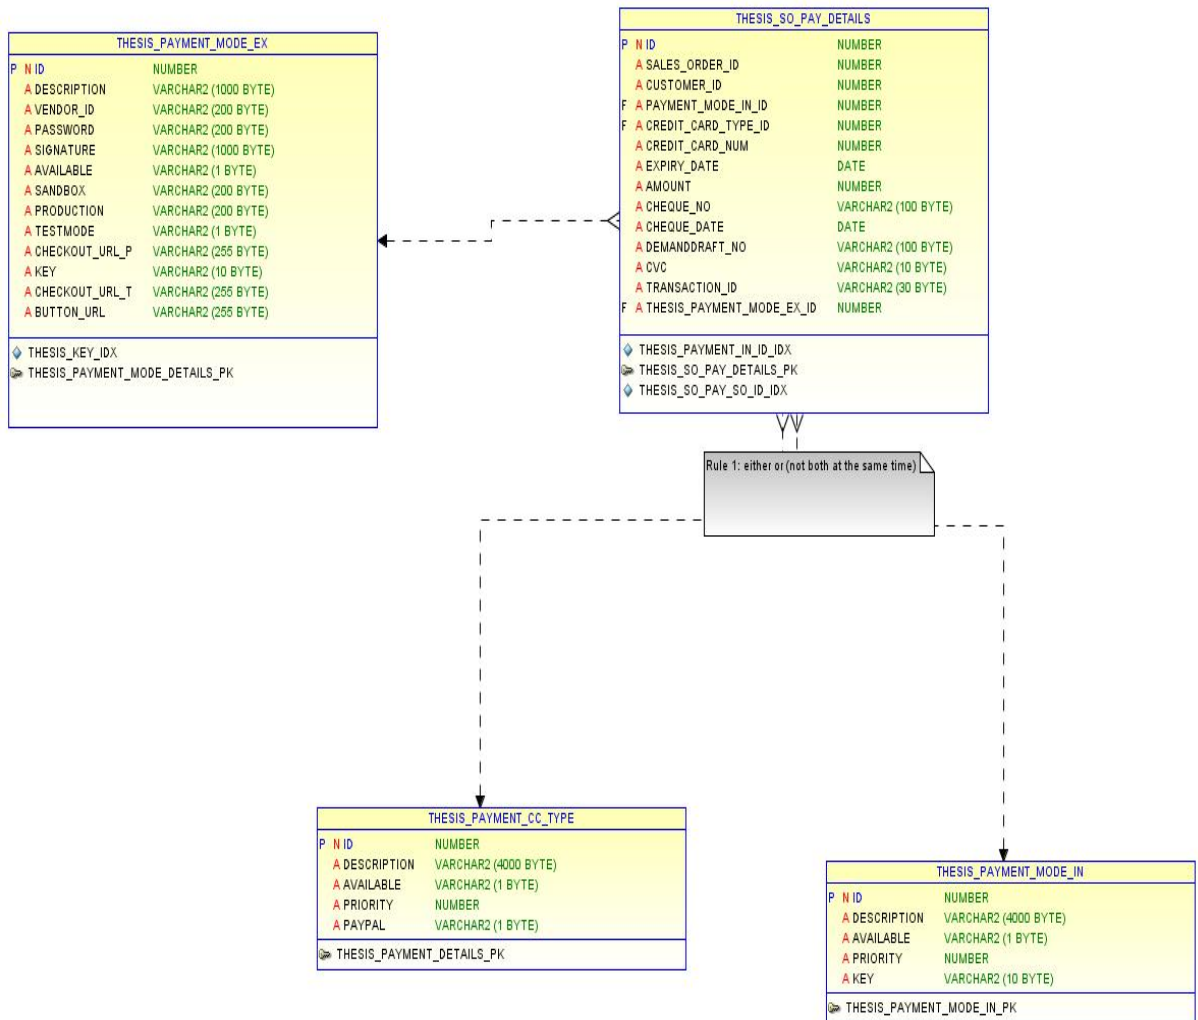 THESIS_PAYMENT_MODE_EX
P N ID NUMBER
A DESCRIPTION VARCHAR2 (1000 BYTE)
A VENDOR_ID VARCHAR2 (200 BYTE)
A PASSWORD VARCHAR2 (200 BYTE)
A SIGNATURE VARCHAR2 (1000 BYTE)
A AVAILABLE VARCHAR2 (1 BYTE)
A SANDBOX VARCHAR2 (200 BYTE)
A PRODUCTION VARCHAR2 (200 BYTE)
A TESTMODE VARCHAR2 (1 BYTE)
A CHECKOUT_URL_P VARCHAR2 (255 BYTE)
A KEY VARCHAR2 (10 BYTE)
A CHECKOUT_URL_T VARCHAR2 (255 BYTE)
A BUTTON_URL VARCHAR2 (255 BYTE)
THESIS_KEY_IDX
THESIS_PAYMENT_MODE_DETAILS_PK
THESIS_SO_PAY_DETAILS
P N ID NUMBER
A SALES_ORDER_ID NUMBER
A CUSTOMER_ID NUMBER
F A PAYMENT_MODE_IN_ID NUMBER
F A CREDIT_CARD_TYPE_ID NUMBER
A CREDIT_CARD_NUM NUMBER
A EXPIRY_DATE DATE
A AMOUNT NUMBER
A CHEQUE_NO VARCHAR2 (100 BYTE)
A CHEQUE_DATE DATE
A DEMANDDRAFT_NO VARCHAR2 (100 BYTE)
A CVC VARCHAR2 (10 BYTE)
A TRANSACTION_ID VARCHAR2 (30 BYTE)
F A THESIS_PAYMENT_MODE_EX_ID NUMBER
THESIS_PAYMENT_IN_ID_IDX
THESIS_SO_PAY_DETAILS_PK
THESIS_SO_PAY_SO_ID_IDX
Rule 1: either or (not both at the same time)
THESIS_PAYMENT_CC_TYPE
P N ID NUMBER
A DESCRIPTION VARCHAR2 (4000 BYTE)
A AVAILABLE VARCHAR2 (1 BYTE)
A PRIORITY NUMBER
A PAYPAL VARCHAR2 (1 BYTE)
THESIS_PAYMENT_DETAILS_PK
THESIS_PAYMENT_MODE_IN
P N ID NUMBER
A DESCRIPTION VARCHAR2 (4000 BYTE)
A AVAILABLE VARCHAR2 (1 BYTE)
A PRIORITY NUMBER
A KEY VARCHAR2 (10 BYTE)
THESIS_PAYMENT_MODE_IN_PK